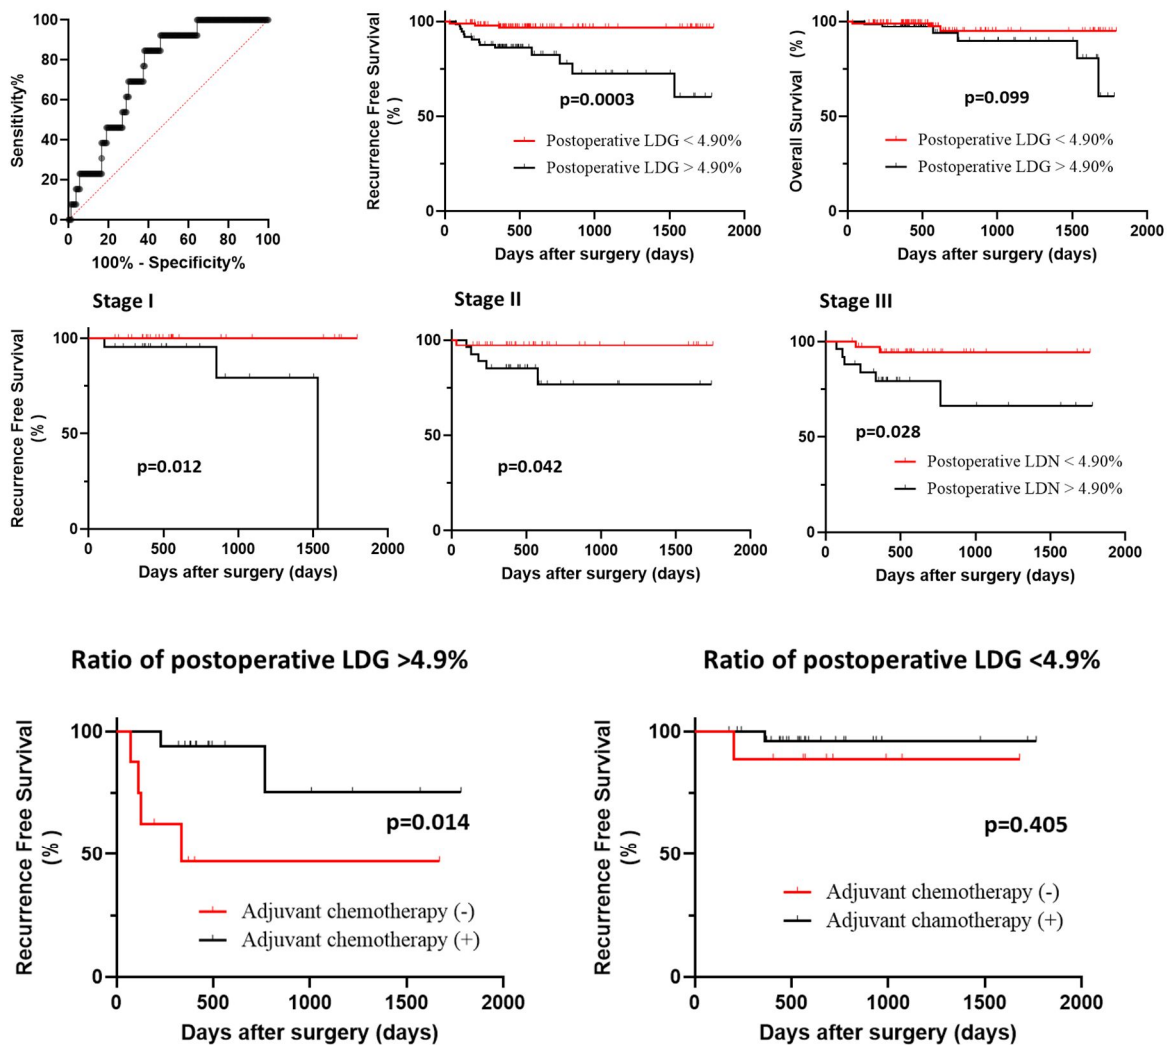 100
80
60
40
20
0
Sensitivity%
0 20 40 60 80 100
100% - Specificity%
100
50
0
Recurrence Free Survival
(% )
p=0.0003
Postoperative LDG < 4.90%
Postoperative LDG > 4.90%
0 500 1000 1500 2000
Days after surgery (days)
100
50
0
Overall Survival (% )
p=0.099
Postoperative LDG < 4.90%
Postoperative LDG > 4.90%
0 500 1000 1500 2000
Days after surgery (days)
Stage I
100
50
0
Recurrence Free Survival
(% )
p=0.012
0 500 1000 1500 2000
Days after surgery (days)
Stage II
100
50
0
p=0.042
0 500 1000 1500 2000
Days after surgery (days)
Stage III
100
50
0
p=0.028
Postoperative LDN < 4.90%
Postoperative LDN > 4.90%
0 500 1000 1500 2000
Days after surgery (days)
Ratio of postoperative LDG >4.9%
100
50
0
Recurrence Free Survival
(% )
p=0.014
Adjuvant chemotherapy (-)
Adjuvant chemotherapy (+)
0 500 1000 1500 2000
Days after surgery (days)
Ratio of postoperative LDG <4.9%
100
50
0
Recurrence Free Survival
(% )
p=0.405
Adjuvant chemotherapy (-)
Adjuvant chamotherapy (+)
0 500 1000 1500 2000
Days after surgery (days)